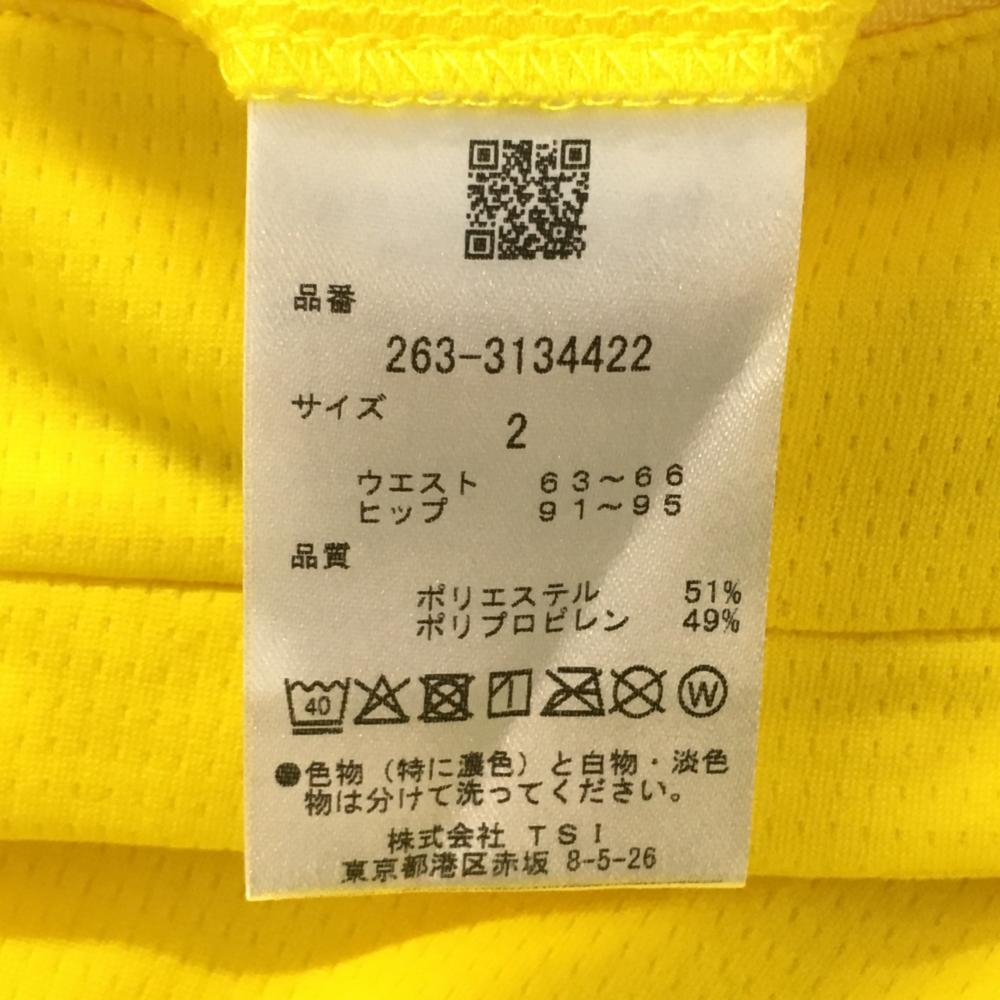 品番
263-3134422
サイズ
2
ウエスト 63~66
ヒップ 91~95
品質
ポリエステル 51%
ポリプロピレン 49%
40 W
●色物(特に濃色)と白物・淡色
物は分けて洗ってください。
株式会社 TSI
東京都港区赤坂 8-5-26